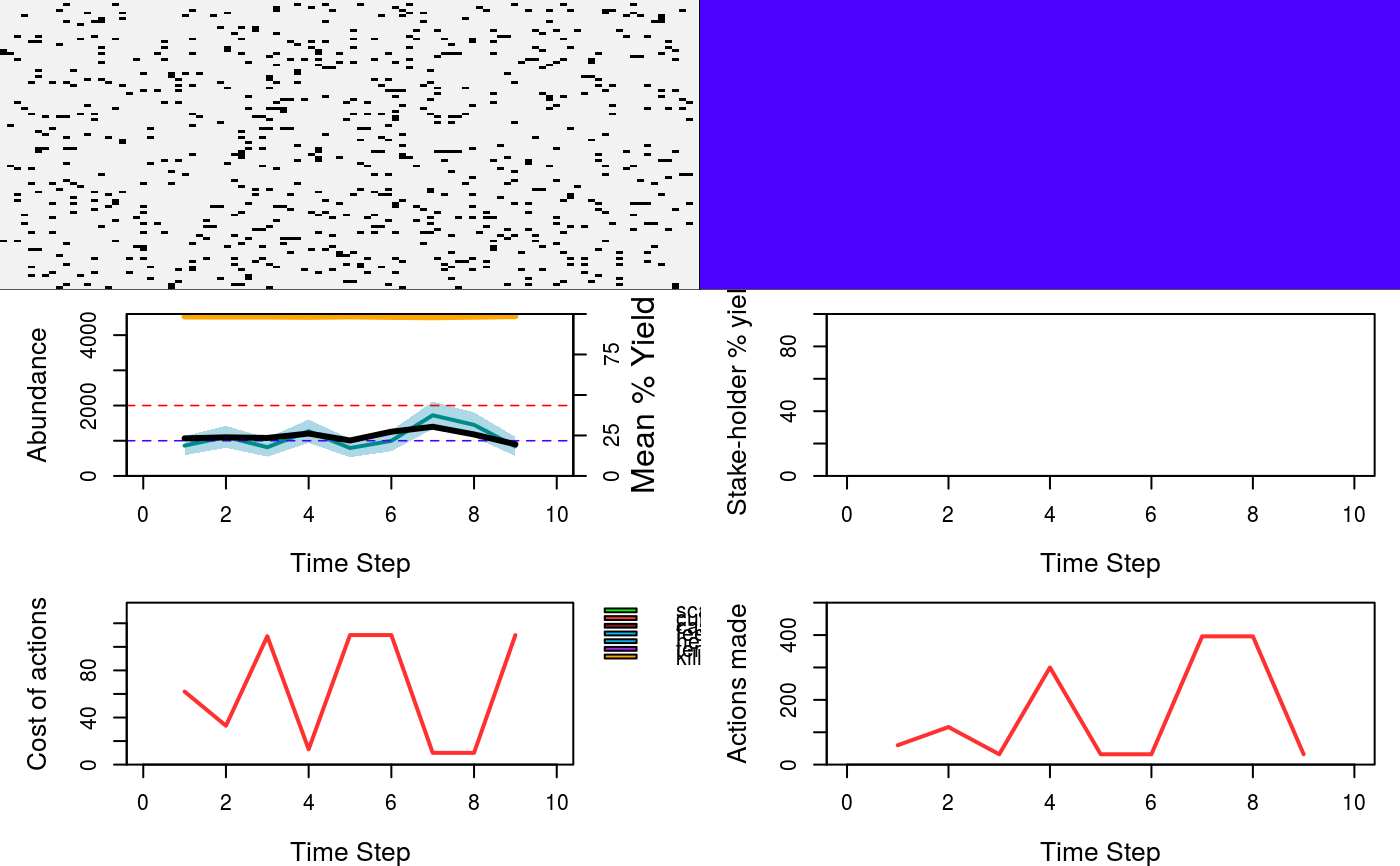 Abundance
0
2000
4000
0 2 4 6 8 10
Time Step
0
25
75
Mean % Yield
Stake-holder % yiel
0
40
80
0 2 4 6 8 10
Time Step
Cost of actions
0
40
80
0 2 4 6 8 10
Time Step
kill
Actions made
0
200
400
0 2 4 6 8 10
Time Step